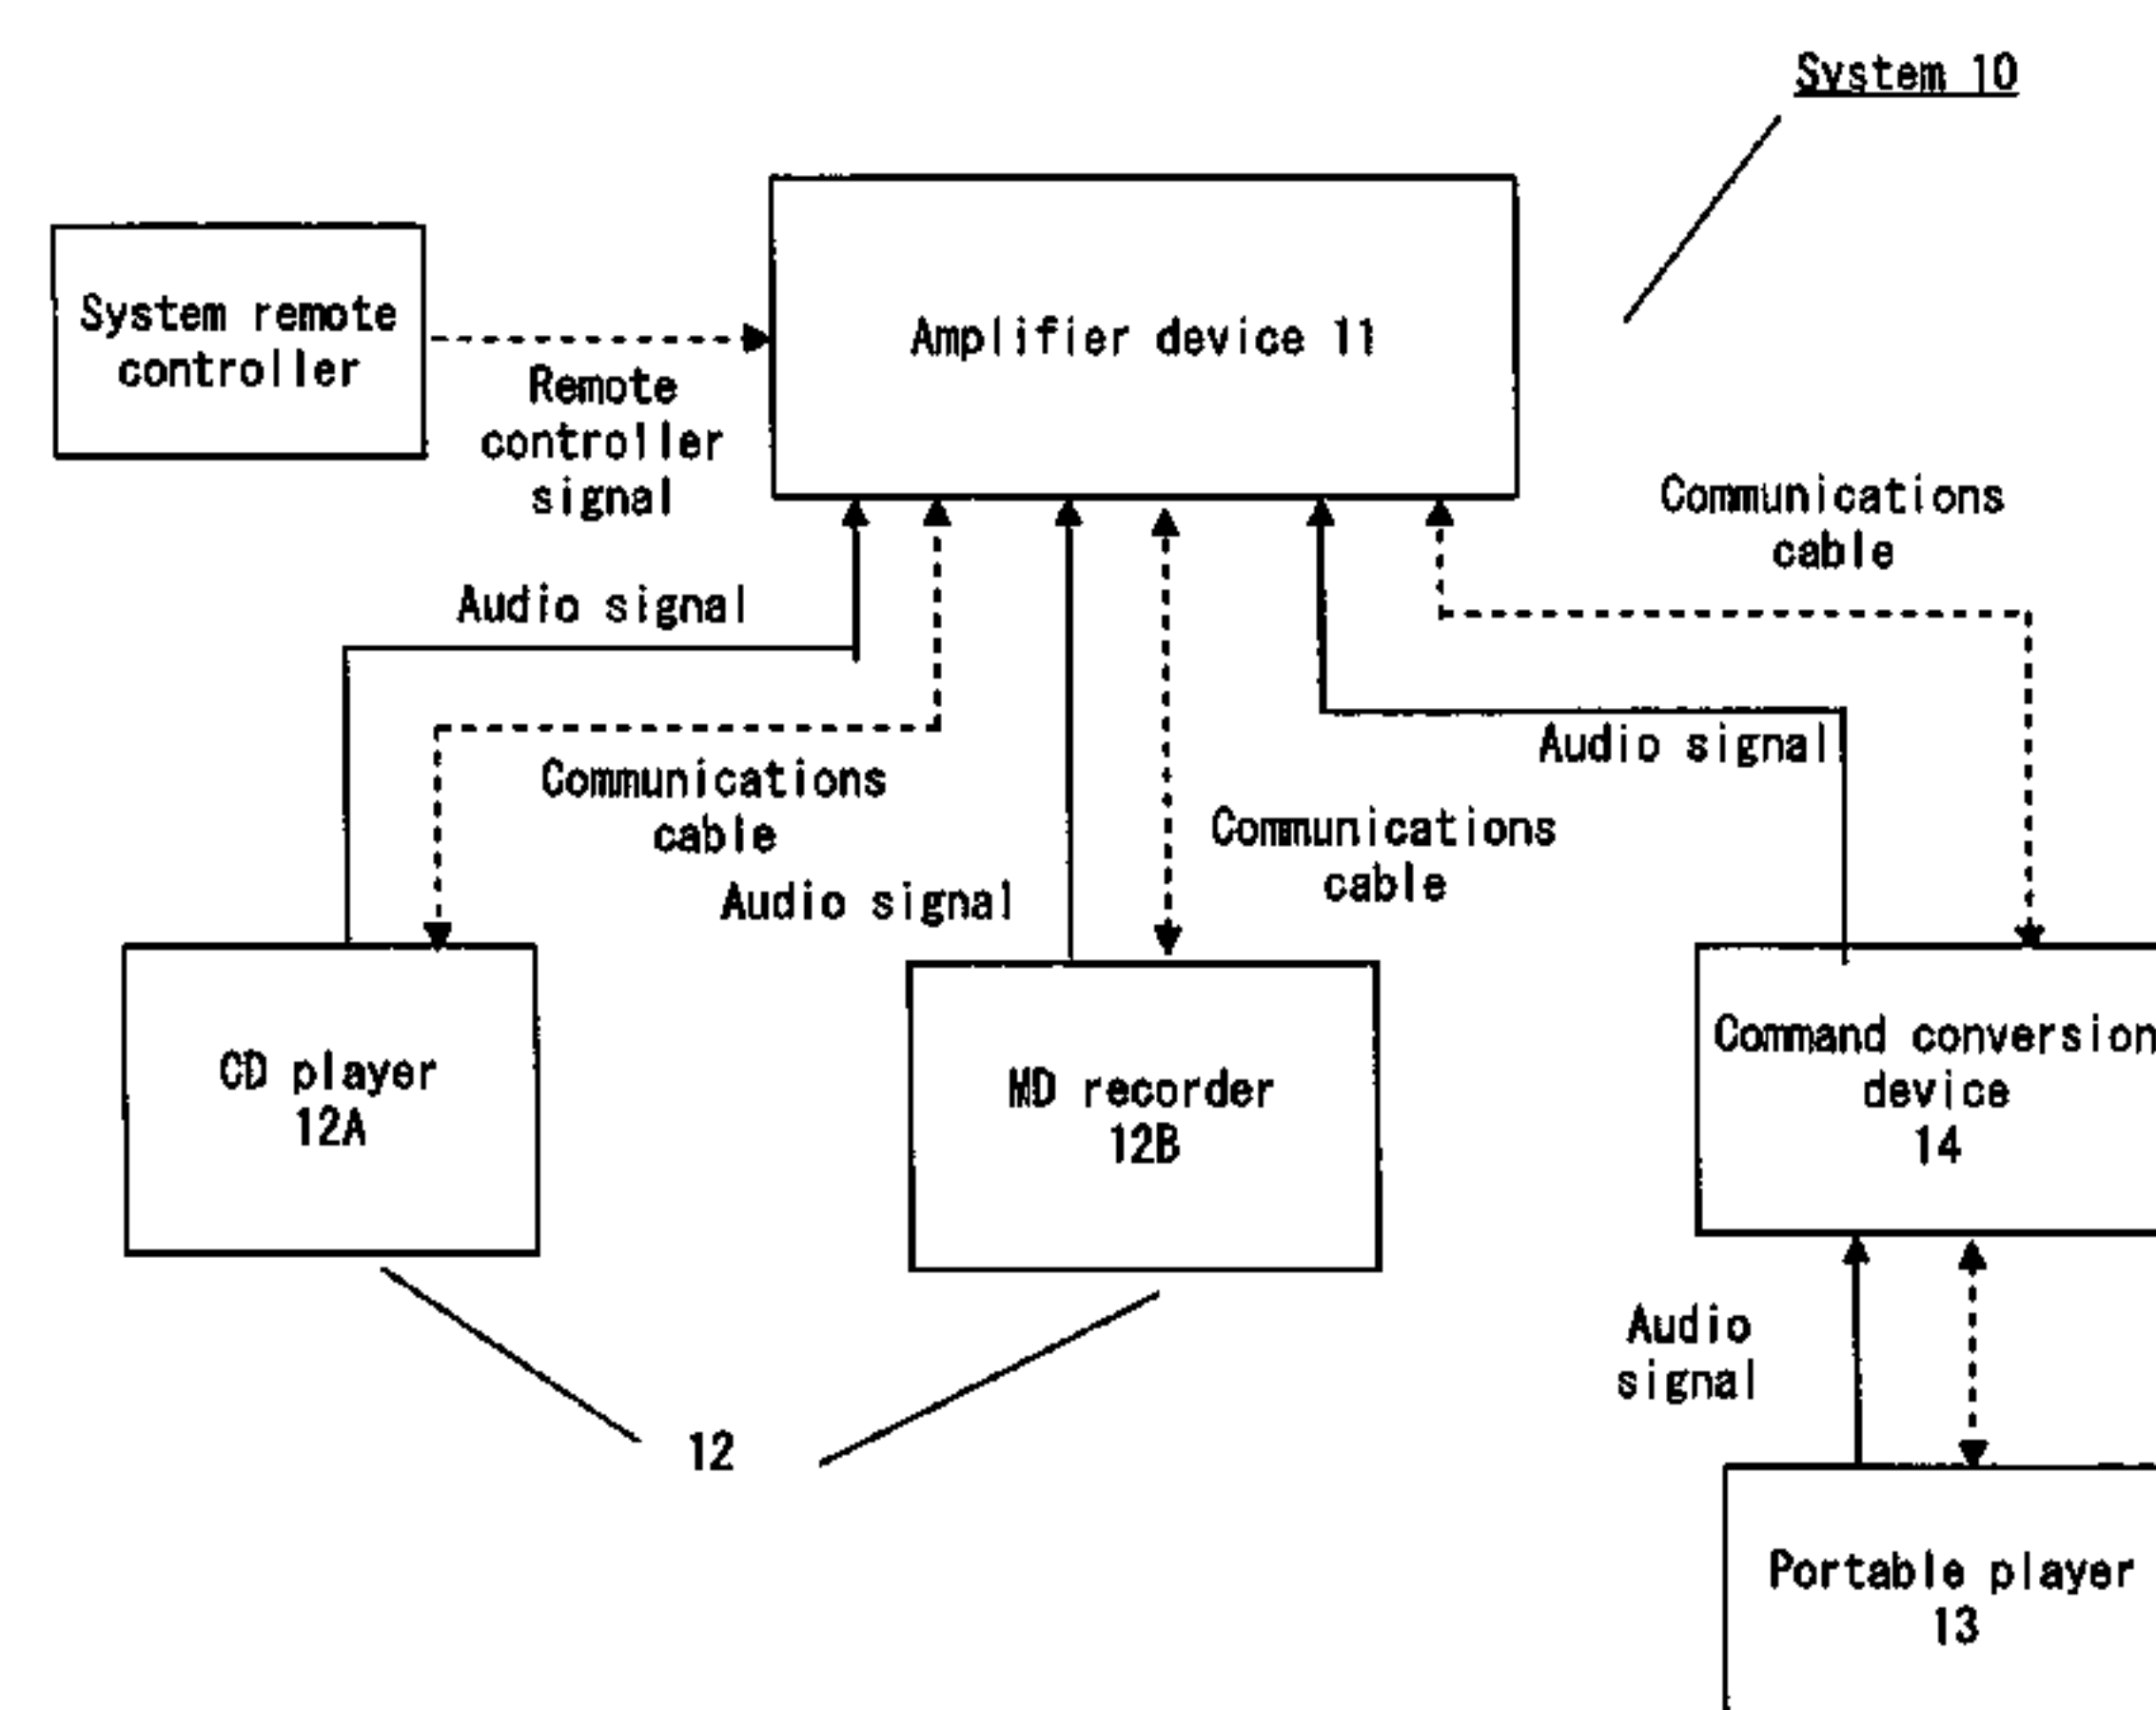 System 10
System remote
controller
Amplifier device 11
Remote
controller
signal
Communications
cable
Audio signal
Audio signal
Communications
cable
Communications
cable
Audio signal
CD player
12A
MD recorder
12B
Command conversion
device
14
Audio
signal
12
Portable player
13